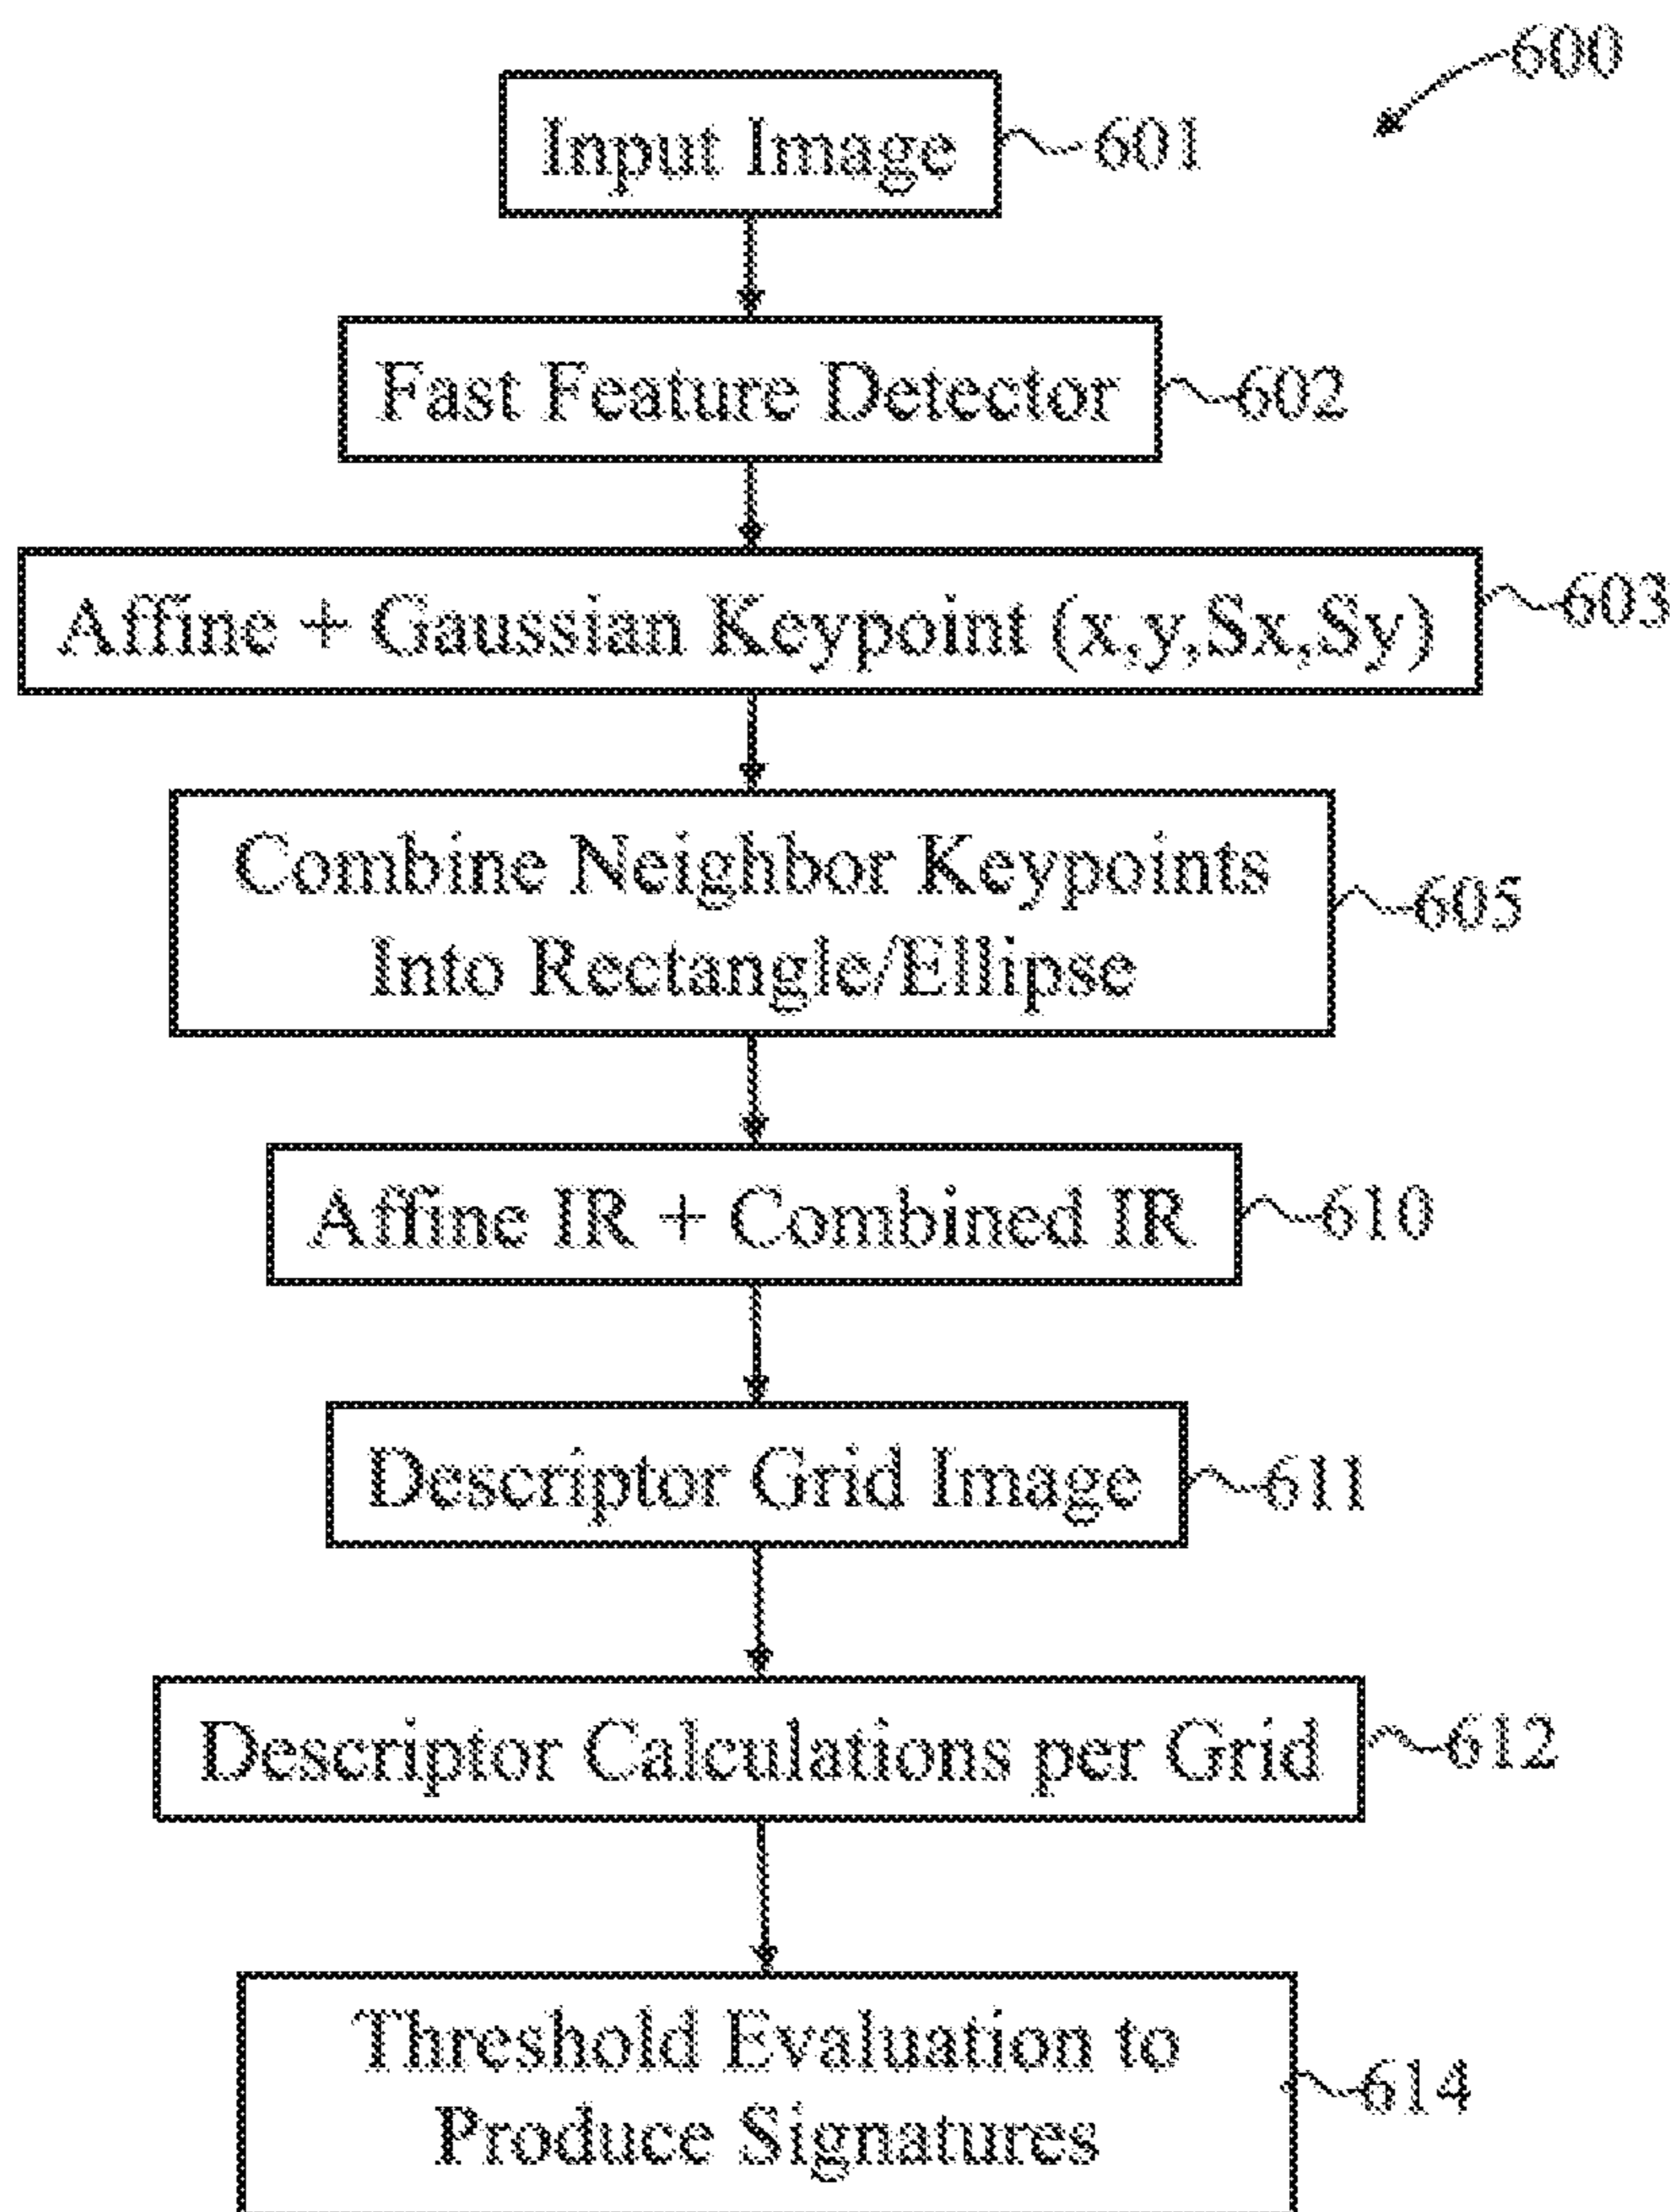 600
Input Image
601
Fast Feature Detector
602
Affine + Gaussian Keypoint (x,y,Sx,Sy)
603
Combine Neighbor Keypoints
Into Rectangle/Ellipse
605
Affine IR + Combined IR
610
Descriptor Grid Image
611
Descriptor Calculations per Grid
612
Threshold Evaluation to
Produce Signatures
614